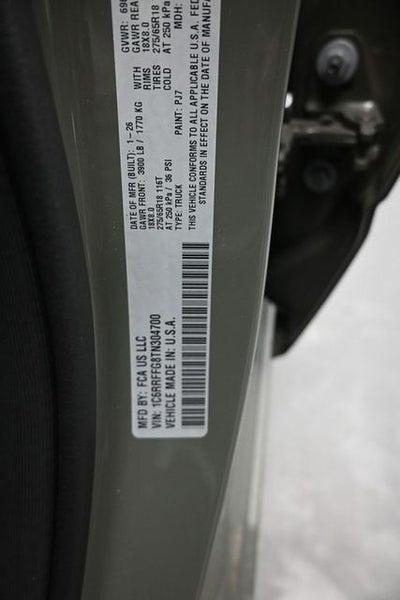 MFD BY: FCA US LLC
VIN: 1C6RRFFG8TN304700
VEHICLE MADE IN: U.S.A.
DATE OF MFR (BUILT): 1-26
GAWR FRONT: 3900 LB / 1770 KG
18X8.0
275/65R18 116T
AT 250 kPa / 36 PSI
TYPE: TRUCK
PAINT: PJ7
THIS VEHICLE CONFORMS TO ALL APPLICABLE U.S.A. FED
STANDARDS IN EFFECT ON THE DATE OF MANUFA
GVWR: 690
GAWR REA
WITH 18X8.0
RIMS 275/65R18
TIRES AT 250 kPa
COLD
MDH: